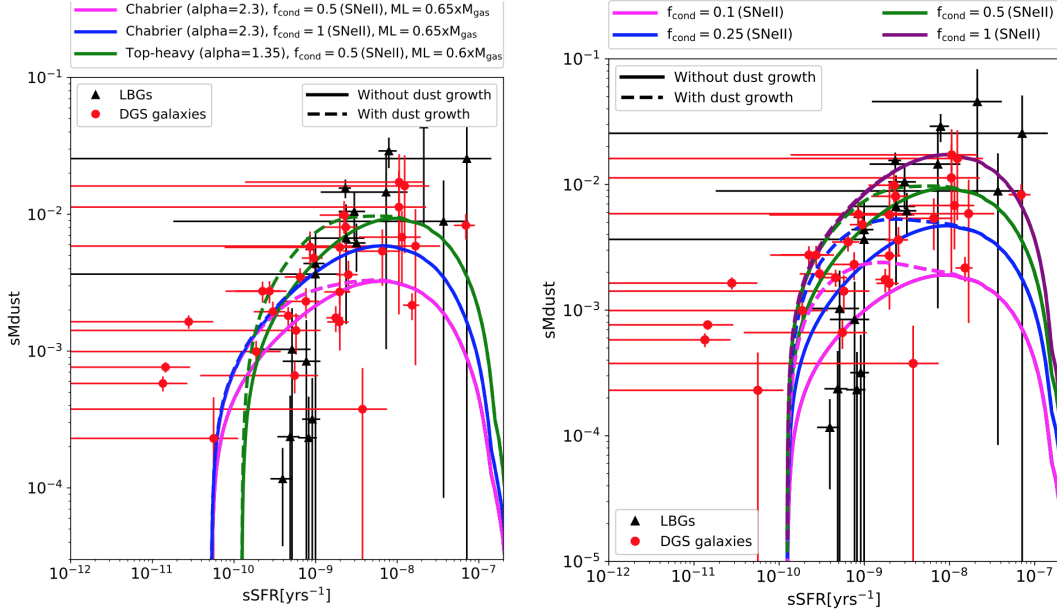 Chabrier (alpha=2.3), f_cond = 0.5 (SNeII), ML = 0.65xM_gas
Chabrier (alpha=2.3), f_cond = 1 (SNeII), ML = 0.65xM_gas
Top-heavy (alpha=1.35), f_cond = 0.5 (SNeII), ML = 0.6xM_gas
10^−1
LBGs
DGS galaxies
Without dust growth
With dust growth
10^−2
sMdust
10^−3
10^−4
10^−12 10^−11 10^−10 10^−9 10^−8 10^−7
sSFR[yrs^−1]
f_cond = 0.1 (SNeII)
f_cond = 0.25 (SNeII)
f_cond = 0.5 (SNeII)
f_cond = 1 (SNeII)
10^−1
Without dust growth
With dust growth
10^−2
sMdust
10^−3
10^−4
LBGs
DGS galaxies
10^−5
10^−12 10^−11 10^−10 10^−9 10^−8 10^−7
sSFR[yrs^−1]